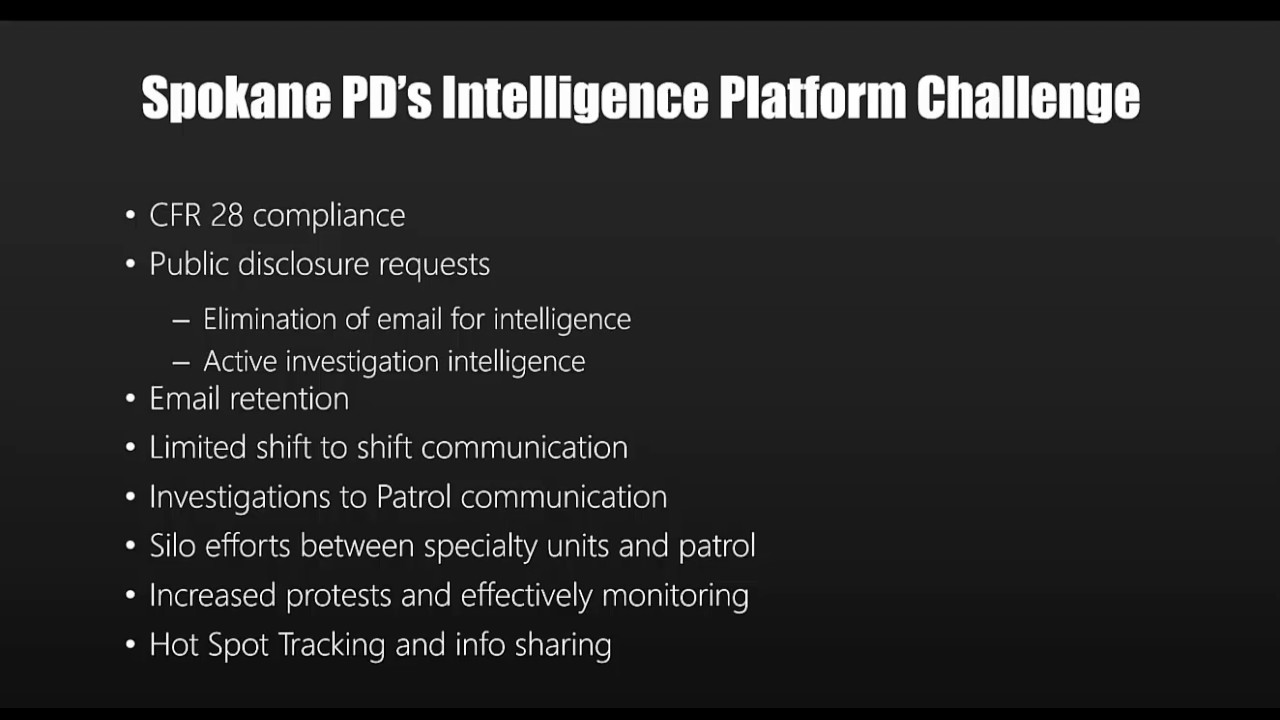 Spokane PD’s Intelligence Platform Challenge
• CFR 28 compliance
• Public disclosure requests
– Elimination of email for intelligence
– Active investigation intelligence
• Email retention
• Limited shift to shift communication
• Investigations to Patrol communication
• Silo efforts between specialty units and patrol
• Increased protests and effectively monitoring
• Hot Spot Tracking and info sharing